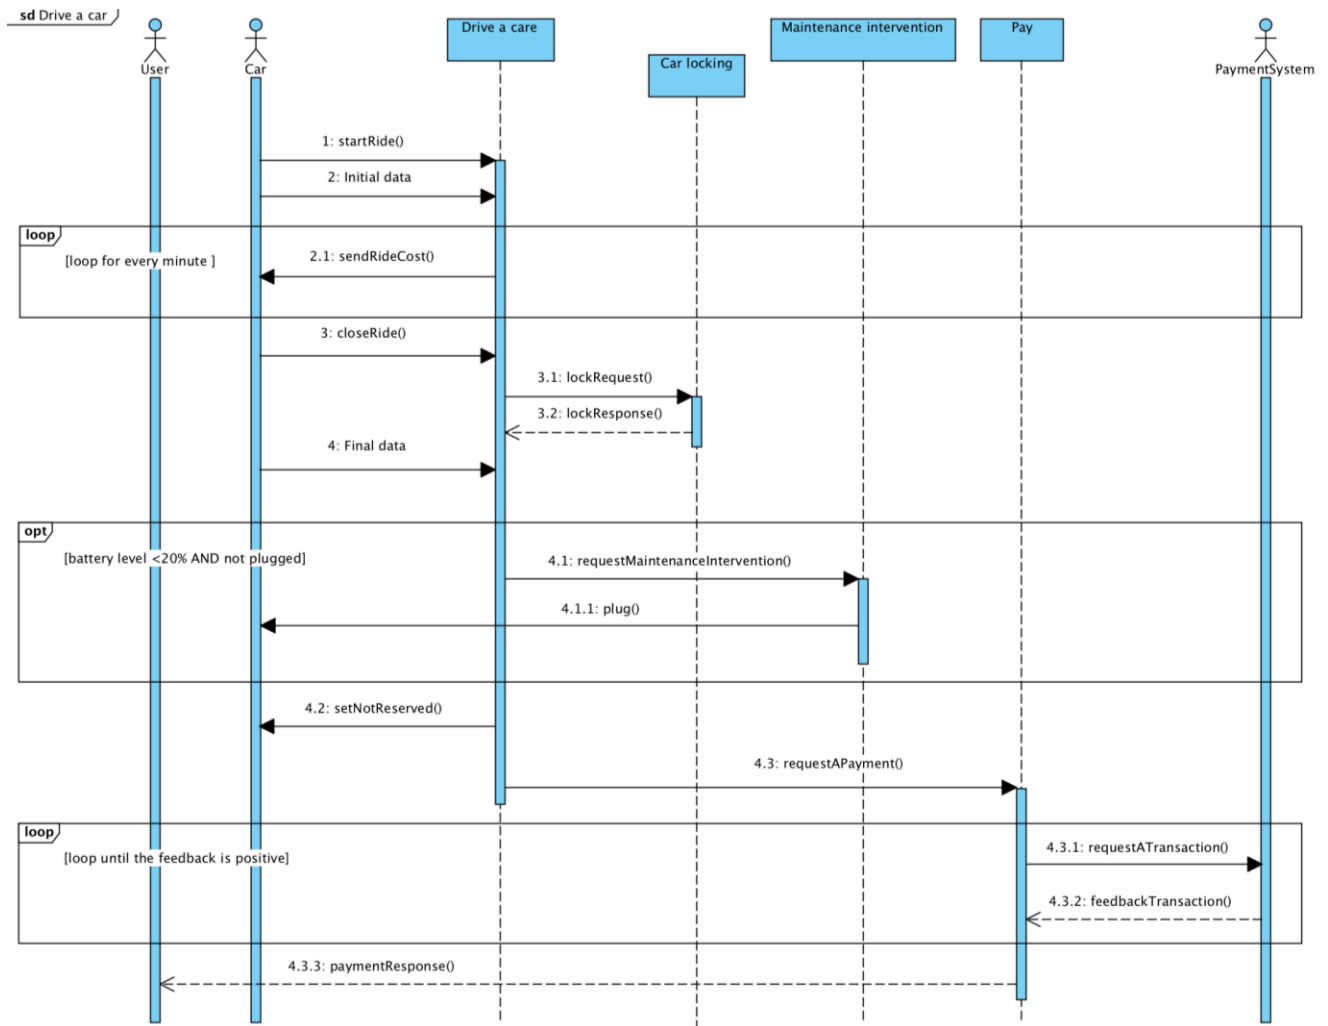 sd Drive a car
User
Car
Drive a care
Car locking
Maintenance intervention
Pay
PaymentSystem
1: startRide()
2: Initial data
loop
[loop for every minute ]
2.1: sendRideCost()
3: closeRide()
3.1: lockRequest()
3.2: lockResponse()
4: Final data
opt
[battery level <20% AND not plugged]
4.1: requestMaintenanceIntervention()
4.1.1: plug()
4.2: setNotReserved()
4.3: requestAPayment()
loop
[loop until the feedback is positive]
4.3.1: requestATransaction()
4.3.2: feedbackTransaction()
4.3.3: paymentResponse()